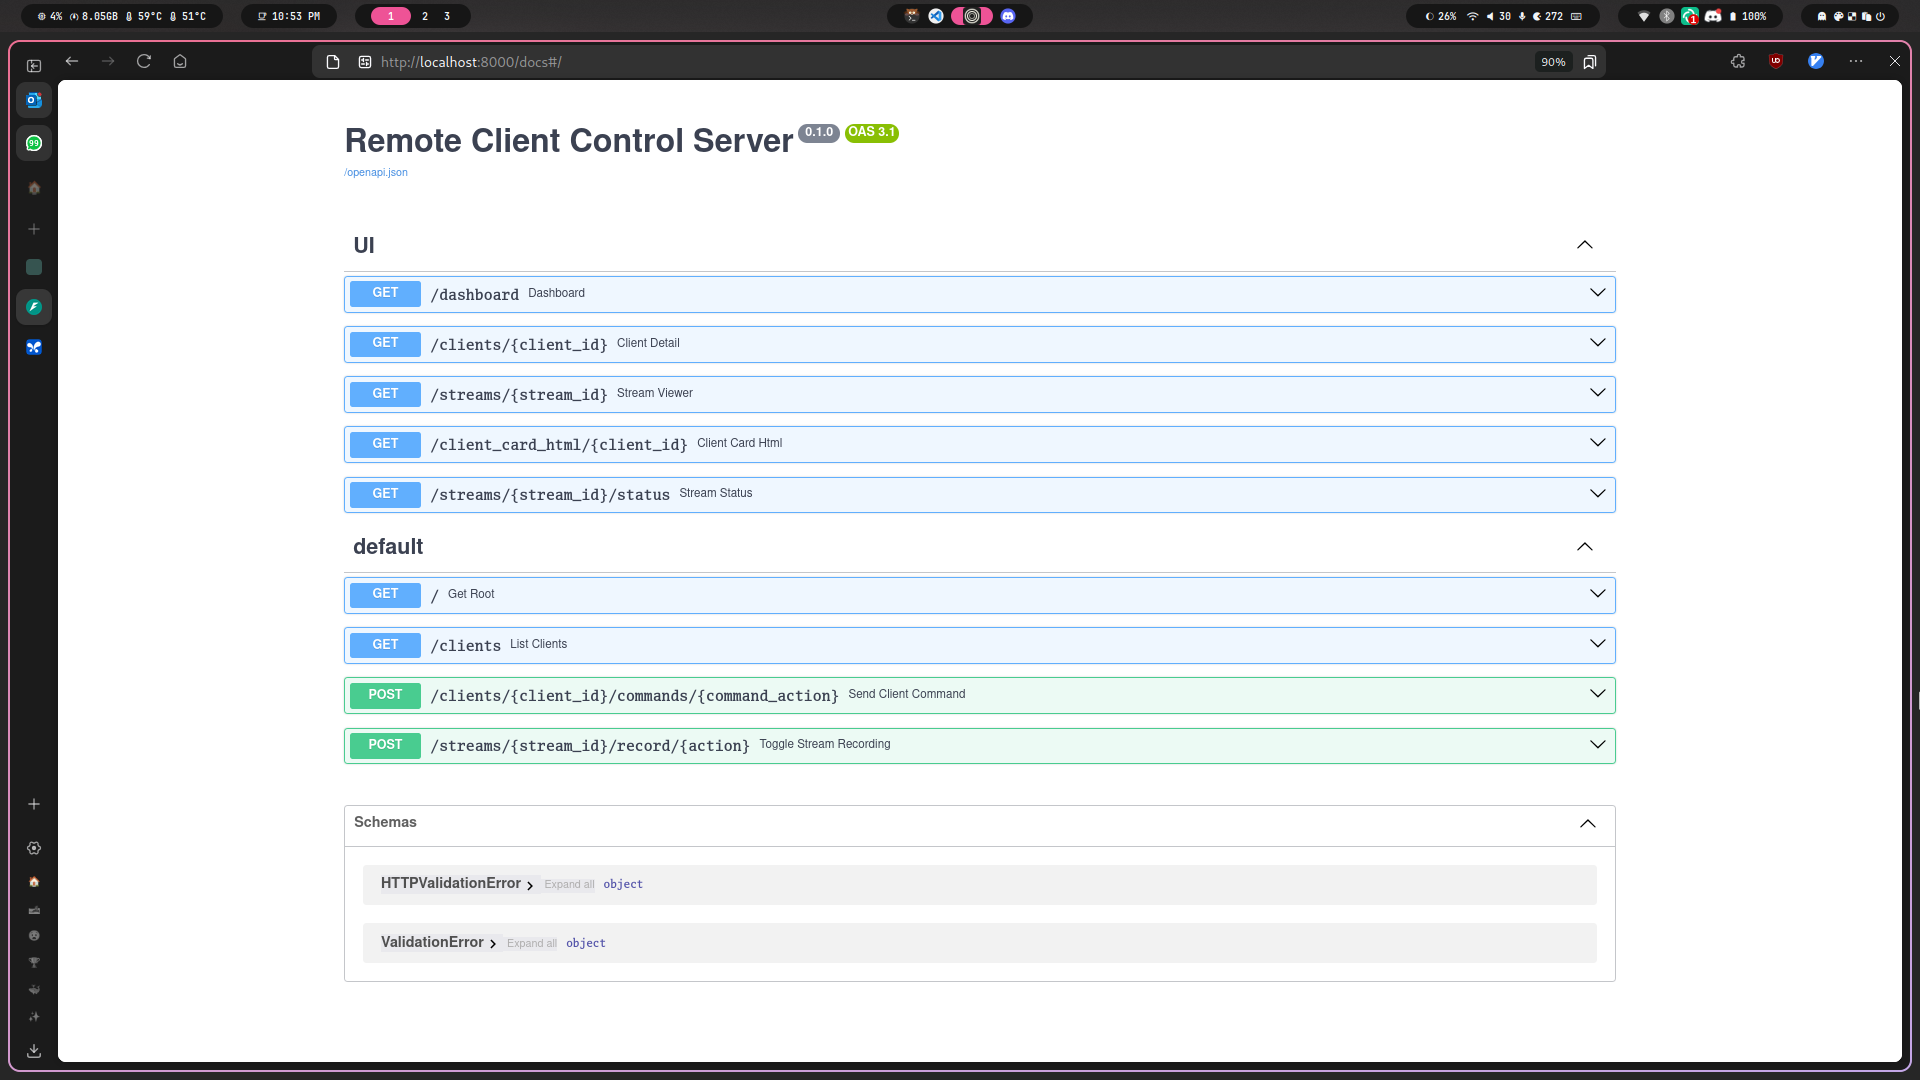 4% 8.05GB 59°C 51°C
10:53 PM
1 2 3
26% 30 272
1
100%
http://localhost:8000/docs#/
90%
99
Remote Client Control Server 0.1.0 OAS 3.1
/openapi.json
UI
GET /dashboard Dashboard
GET /clients/{client_id} Client Detail
GET /streams/{stream_id} Stream Viewer
GET /client_card_html/{client_id} Client Card Html
GET /streams/{stream_id}/status Stream Status
default
GET / Get Root
GET /clients List Clients
POST /clients/{client_id}/commands/{command_action} Send Client Command
POST /streams/{stream_id}/record/{action} Toggle Stream Recording
Schemas
HTTPValidationError Expand all object
ValidationError Expand all object